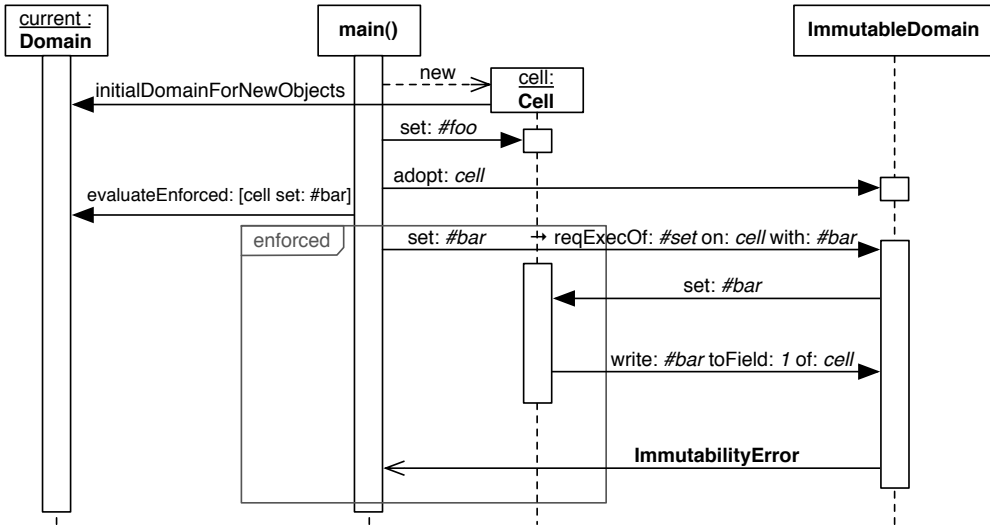 current :
Domain
main()
ImmutableDomain
new
cell:
Cell
initialDomainForNewObjects
set: #foo
adopt: cell
evaluateEnforced: [cell set: #bar]
enforced
set: #bar → reqExecOf: #set on: cell with: #bar
set: #bar
write: #bar toField: 1 of: cell
ImmutabilityError